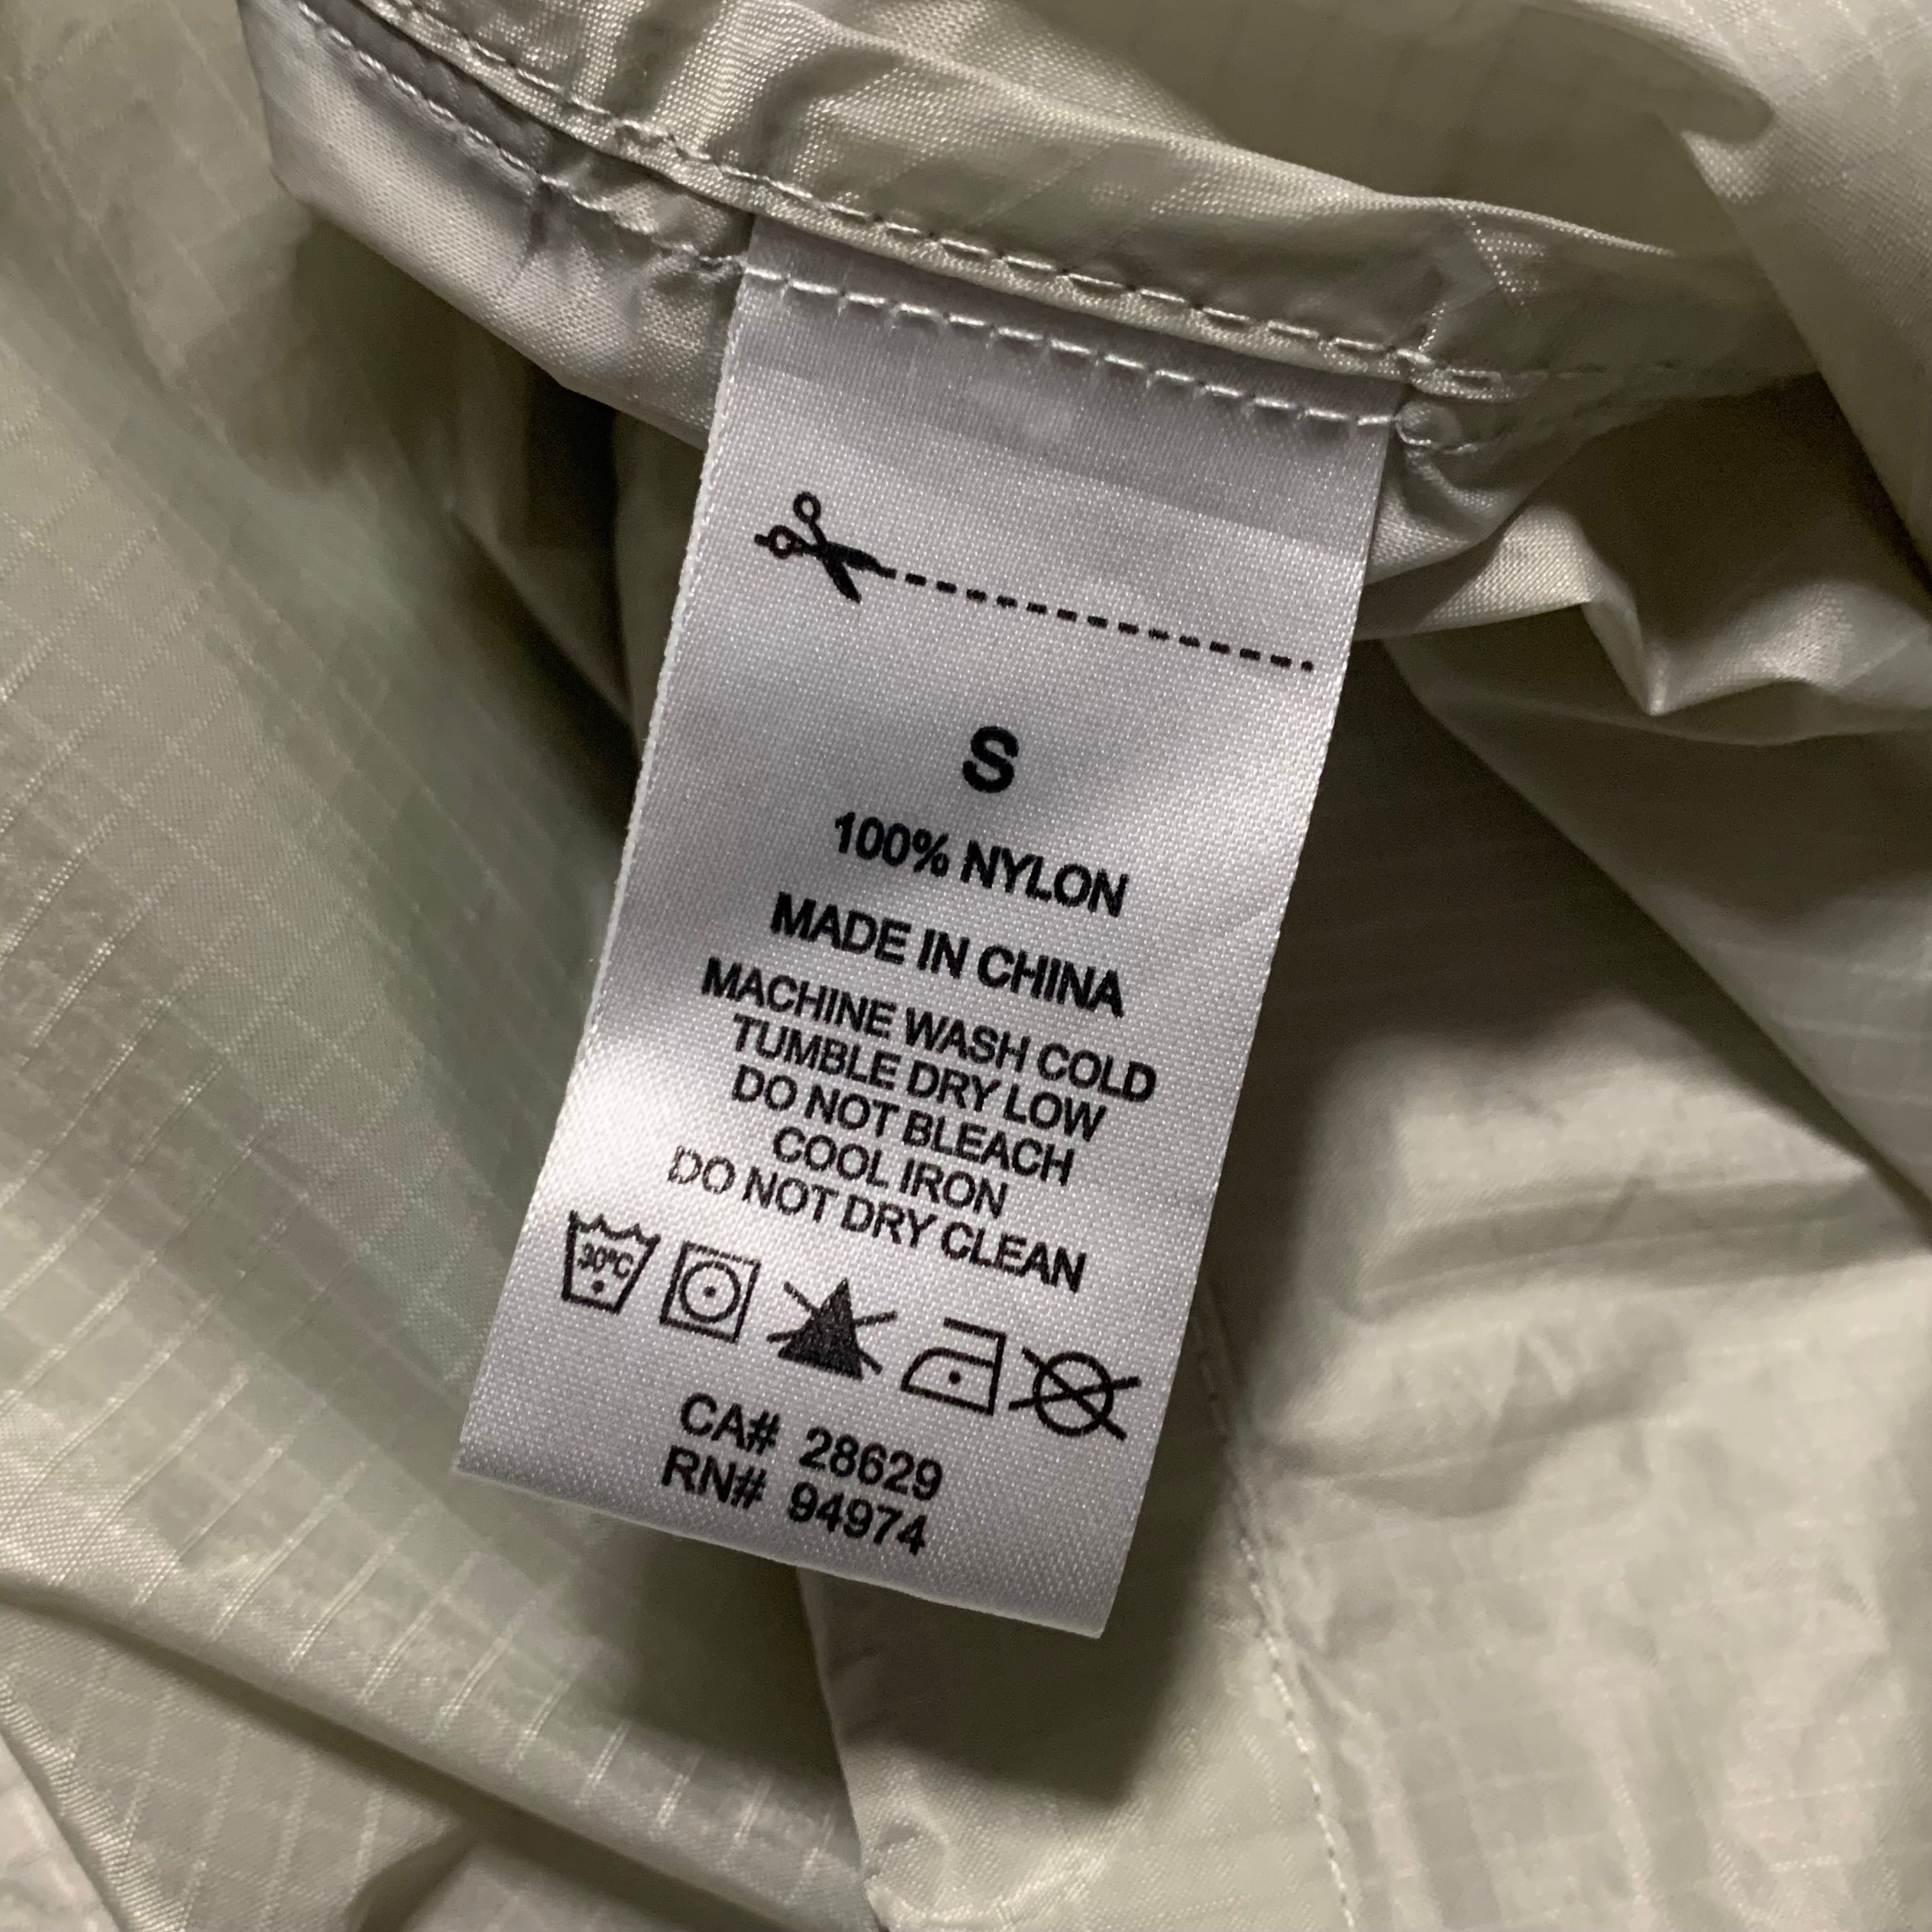 S
100% NYLON
MADE IN CHINA
MACHINE WASH COLD
TUMBLE DRY LOW
DO NOT BLEACH
COOL IRON
DO NOT DRY CLEAN
30°C
CA# 28629
RN# 94974